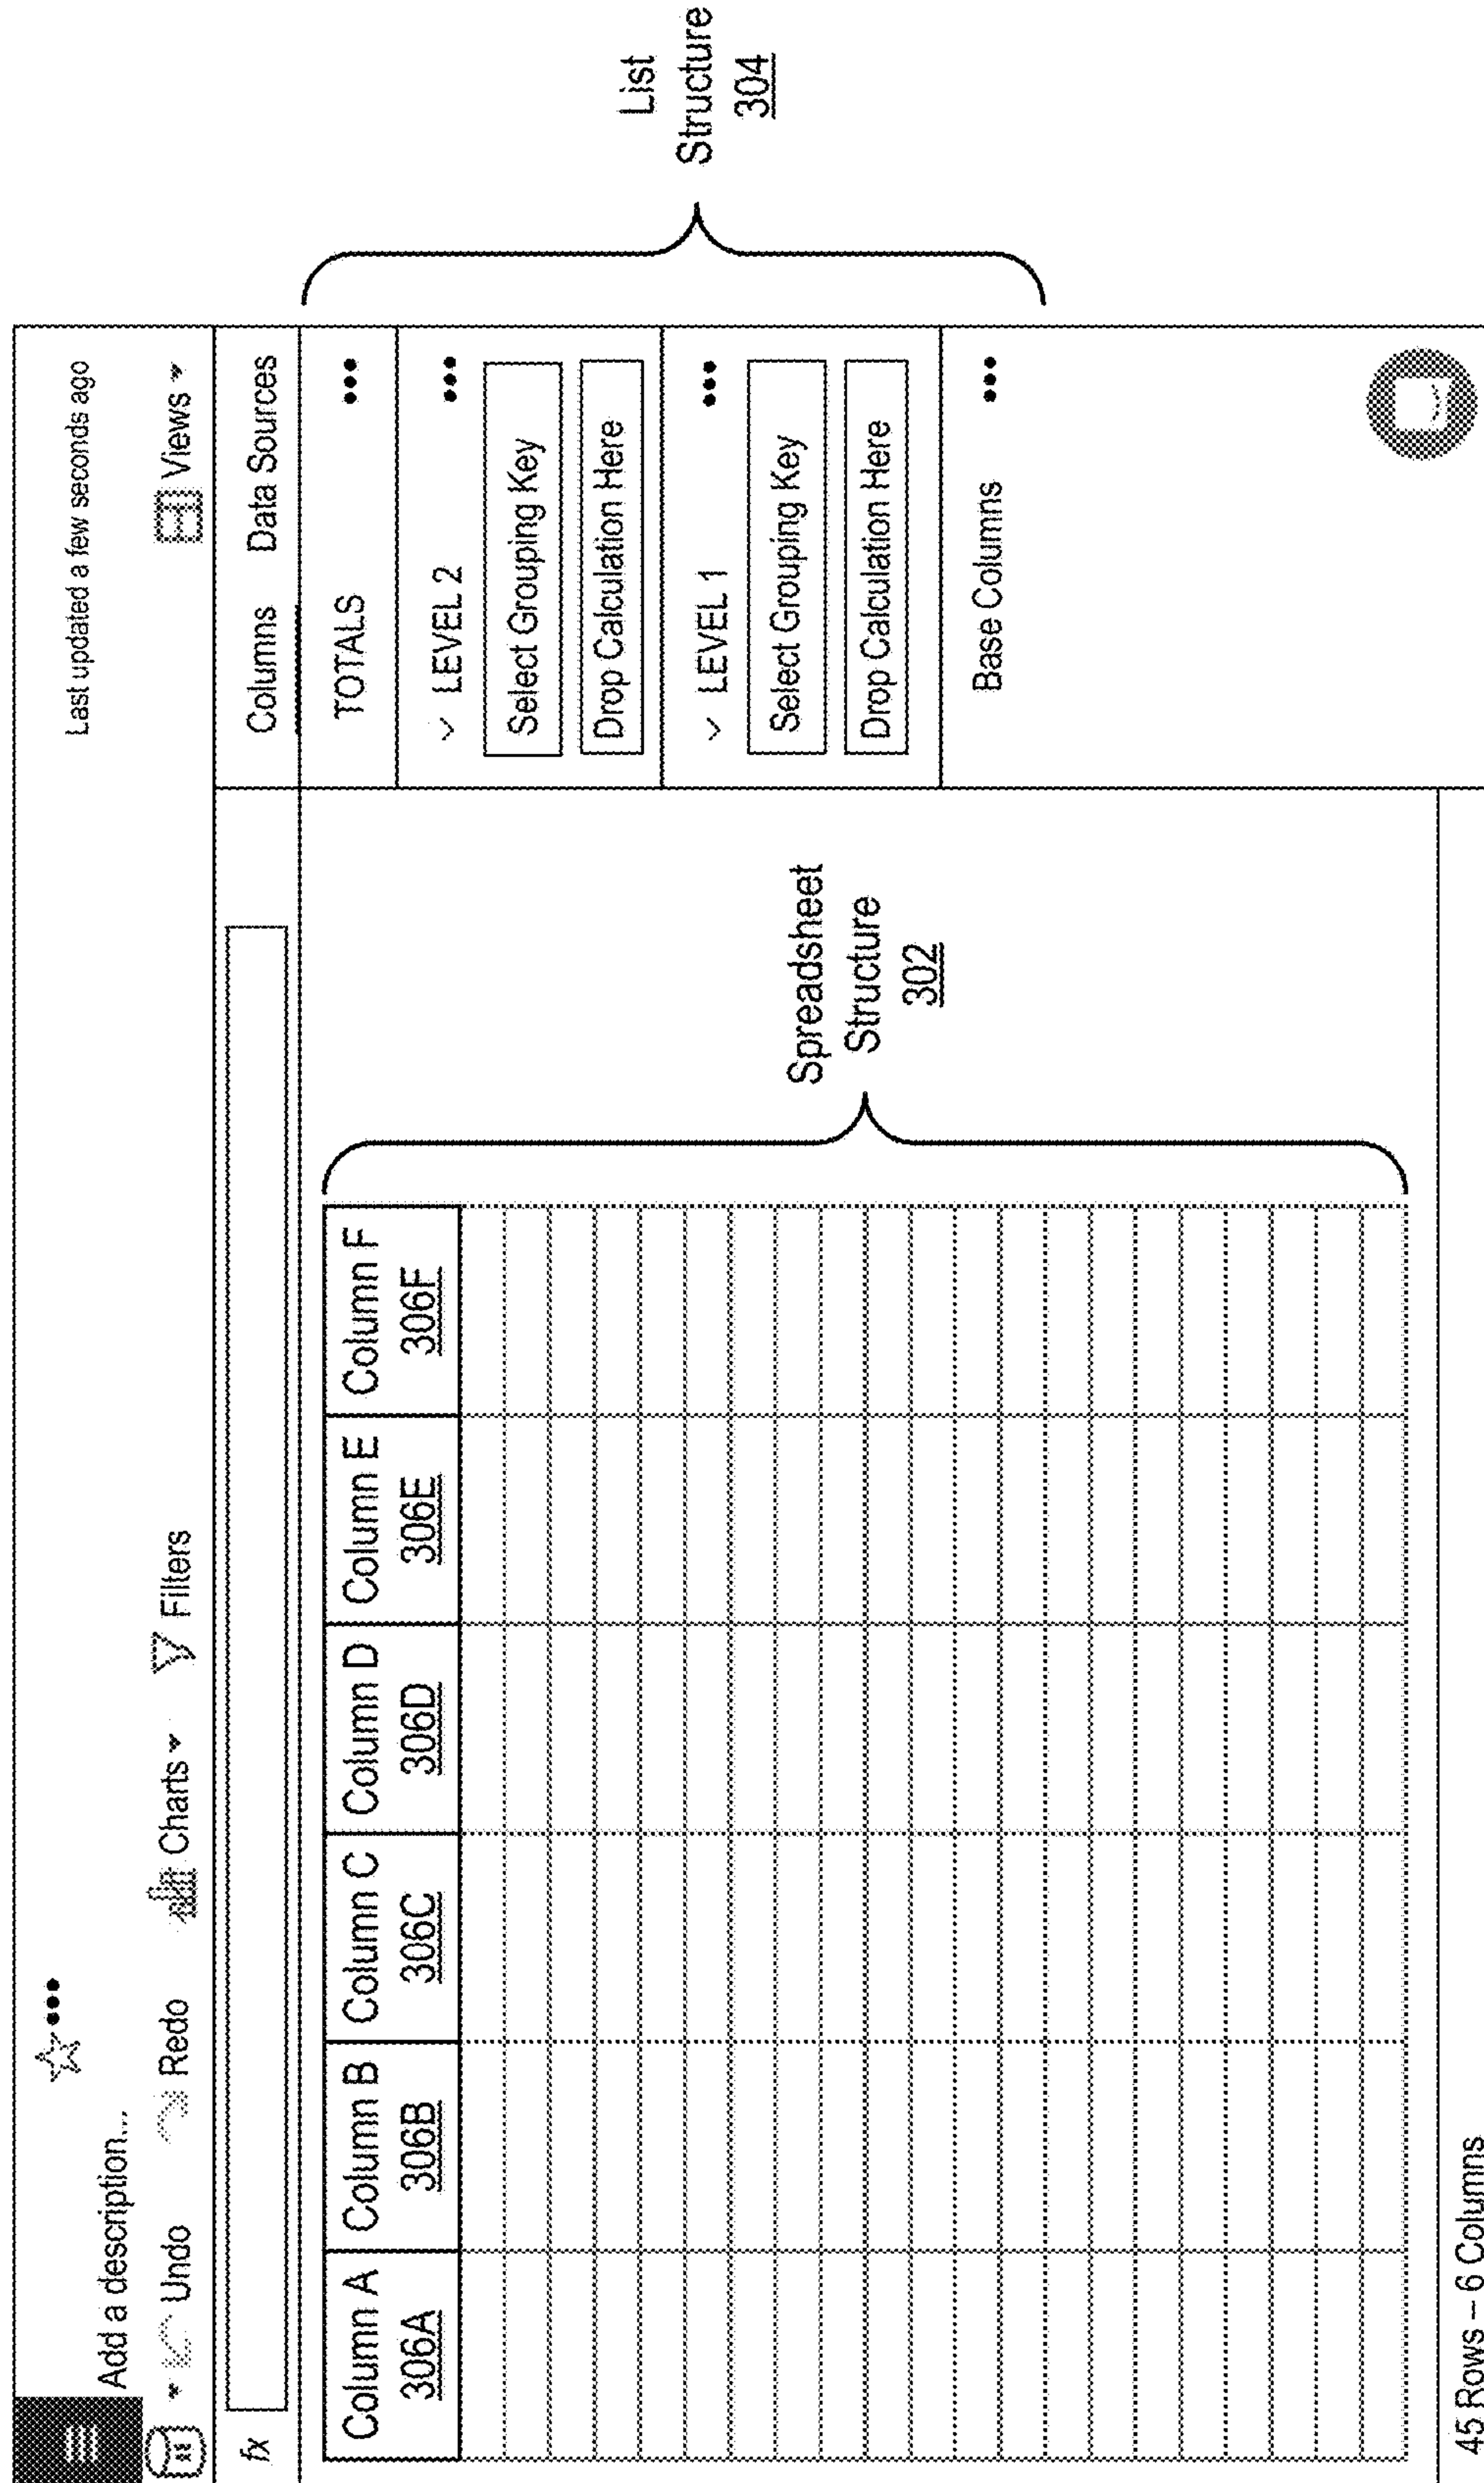 Last updated a few seconds ago
Add a description...
Undo Redo Charts Filters Views
fx
Columns Data Sources
Column A Column B Column C Column D Column E Column F
306A 306B 306C 306D 306E 306F
Spreadsheet
Structure
302
TOTALS
LEVEL 2
Select Grouping Key
Drop Calculation Here
LEVEL 1
Select Grouping Key
Drop Calculation Here
Base Columns
List
Structure
304
45 Rows – 6 Columns